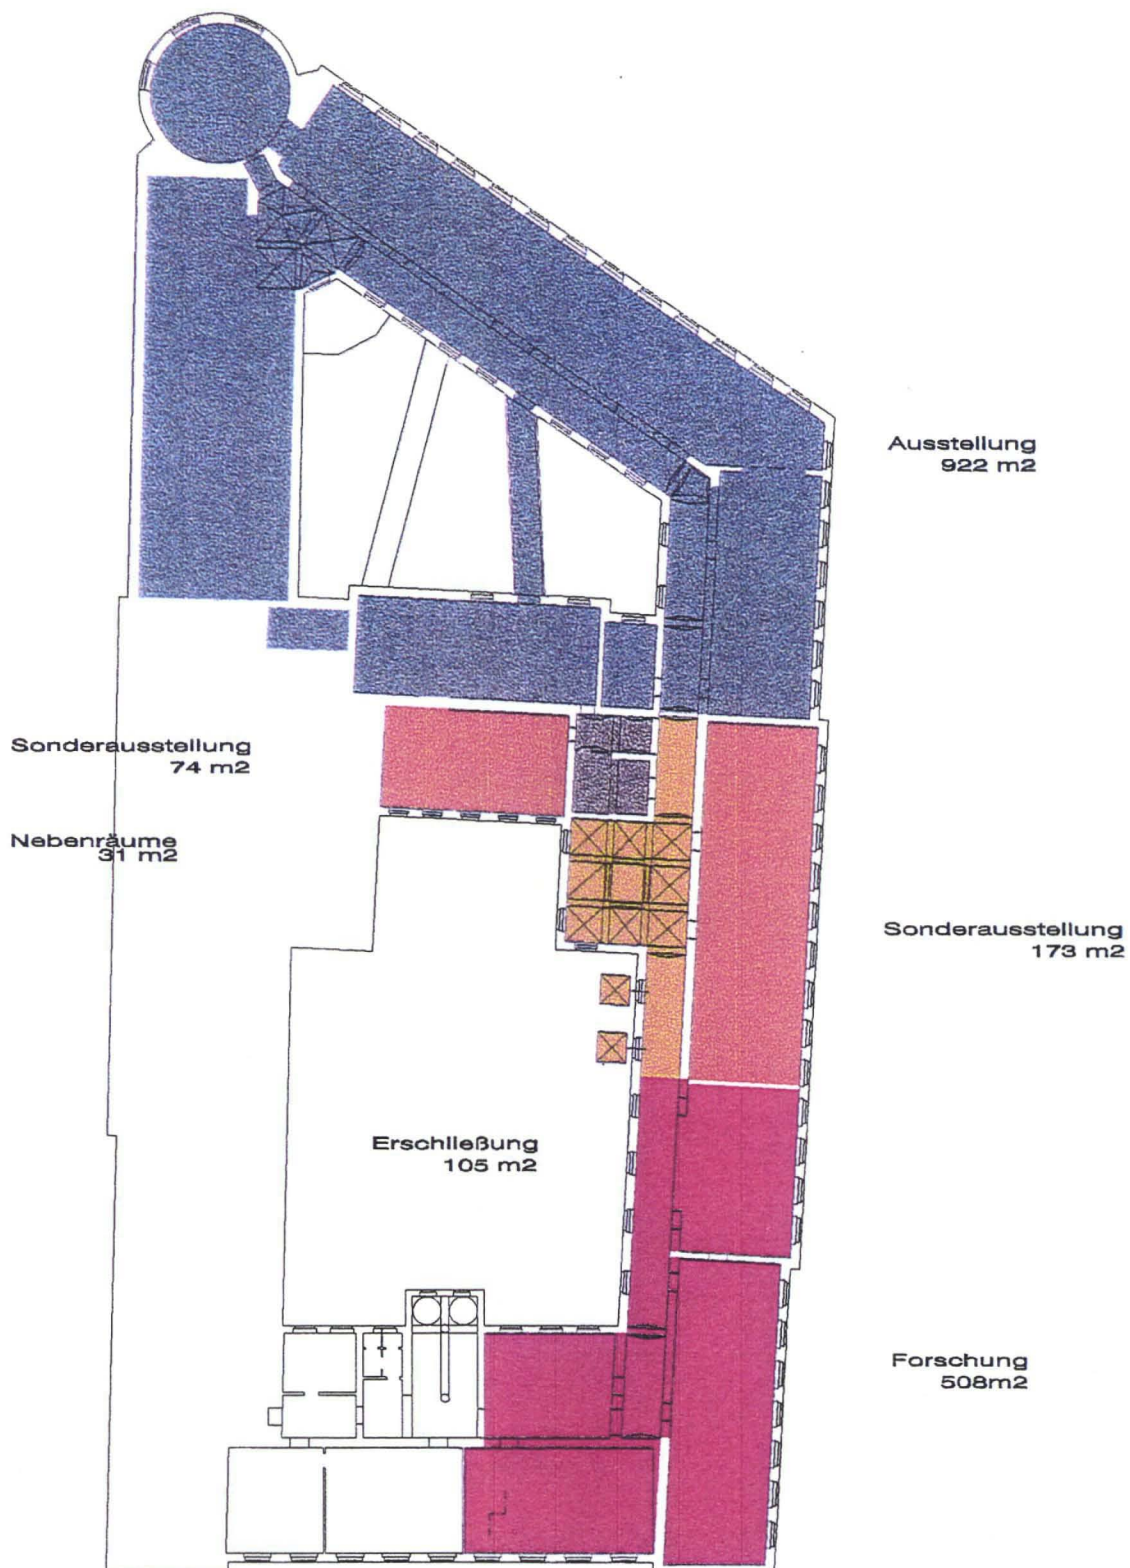 Ausstellung
922 m2
Sonderausstellung
74 m2
Nebenräume
31 m2
Sonderausstellung
173 m2
Erschließung
105 m2
Forschung
508m2